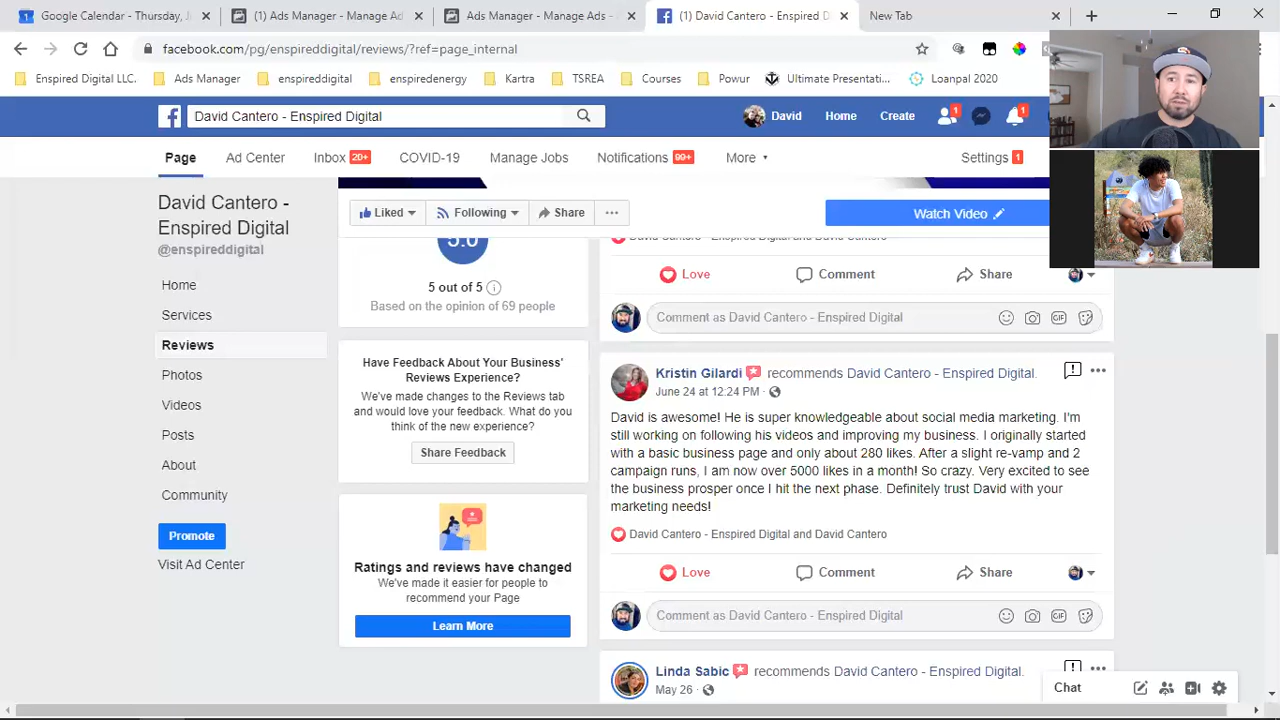 Google Calendar - Thursday, J
(1) Ads Manager - Manage Ad
Ads Manager - Manage Ads -
(1) David Cantero - Enspired D
New Tab
facebook.com/pg/enspireddigital/reviews/?ref=page_internal
Enspired Digital LLC.
Ads Manager
enspireddigital
enspiredenergy
Kartra
TSREA
Courses
Powur
Ultimate Presentati...
Loanpal 2020
David Cantero - Enspired Digital
David
Home
Create
1
1
Page
Ad Center
Inbox 20+
COVID-19
Manage Jobs
Notifications 99+
More
Settings 1
David Cantero -
Enspired Digital
@enspireddigital
Home
Services
Reviews
Photos
Videos
Posts
About
Community
Promote
Visit Ad Center
Liked
Following
Share
Watch Video
5.0
5 out of 5
Based on the opinion of 69 people
Have Feedback About Your Business'
Reviews Experience?
We've made changes to the Reviews tab
and would love your feedback. What do you
think of the new experience?
Share Feedback
Ratings and reviews have changed
We've made it easier for people to
recommend your Page
Learn More
David Cantero - Enspired Digital and David Cantero
Love
Comment
Share
Comment as David Cantero - Enspired Digital
GIF
Kristin Gilardi recommends David Cantero - Enspired Digital.
June 24 at 12:24 PM ·
David is awesome! He is super knowledgeable about social media marketing. I'm
still working on following his videos and improving my business. I originally started
with a basic business page and only about 280 likes. After a slight re-vamp and 2
campaign runs, I am now over 5000 likes in a month! So crazy. Very excited to see
the business prosper once I hit the next phase. Definitely trust David with your
marketing needs!
David Cantero - Enspired Digital and David Cantero
Love
Comment
Share
Comment as David Cantero - Enspired Digital
GIF
Linda Sabic recommends David Cantero - Enspired Digital.
May 26 ·
Chat